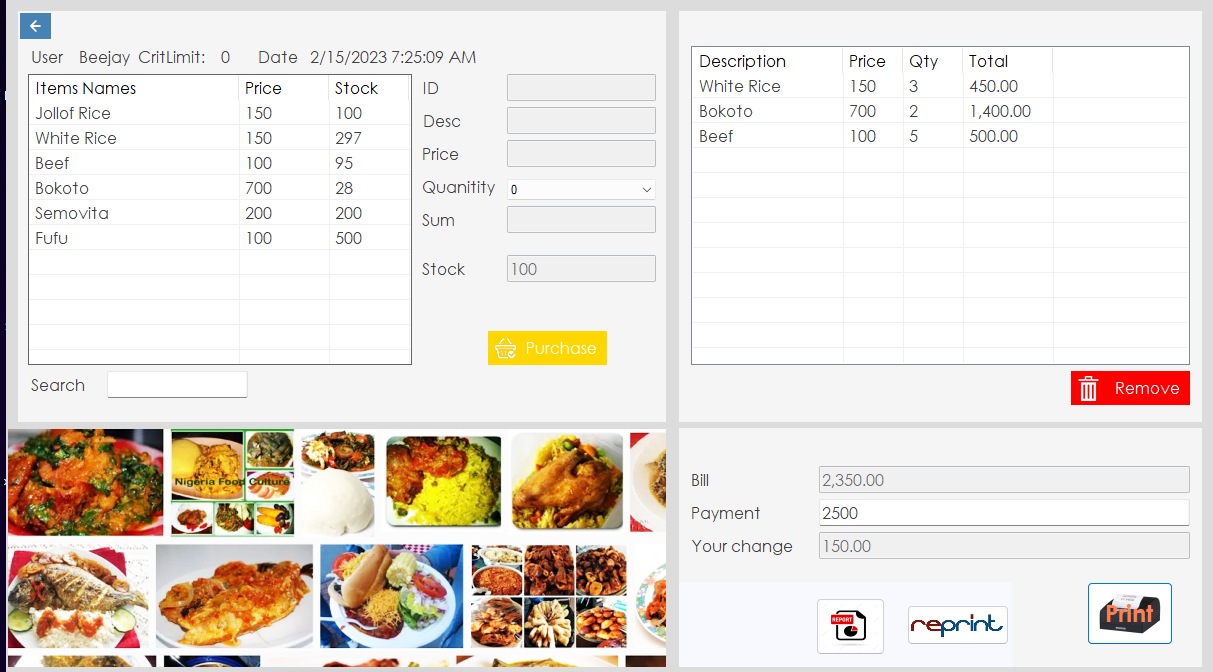 User Beejay CritLimit: 0 Date 2/15/2023 7:25:09 AM
Items Names Price Stock
Jollof Rice 150 100
White Rice 150 297
Beef 100 95
Bokoto 700 28
Semovita 200 200
Fufu 100 500
Search
ID
Desc
Price
Quanitity 0
Sum
Stock 100
Purchase
Description Price Qty Total
White Rice 150 3 450.00
Bokoto 700 2 1,400.00
Beef 100 5 500.00
Remove
Nigeria Food Culture
Bill 2,350.00
Payment 2500
Your change 150.00
REPORT
reprint
Print